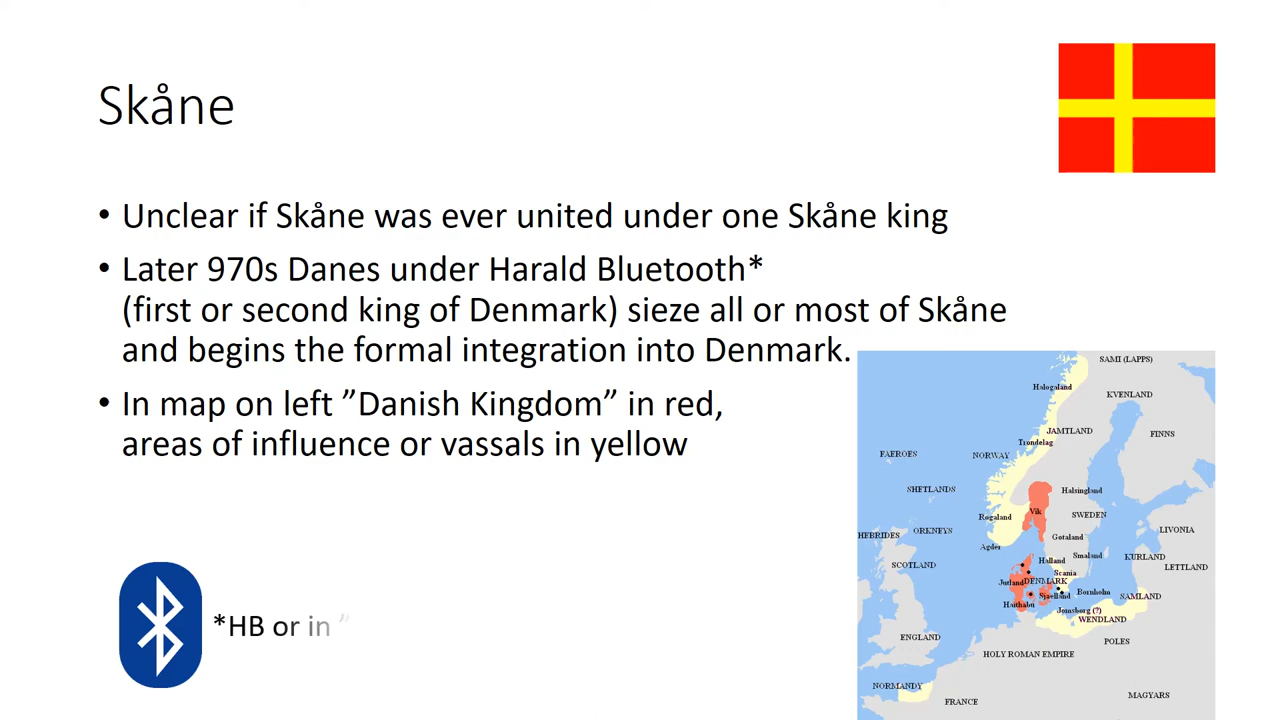 Skåne
• Unclear if Skåne was ever united under one Skåne king
• Later 970s Danes under Harald Bluetooth*
(first or second king of Denmark) sieze all or most of Skåne
and begins the formal integration into Denmark.
• In map on left ”Danish Kingdom” in red,
areas of influence or vassals in yellow
SAMI (LAPPS)
Halogaland
KVENLAND
JAMTLAND
FINNS
Trondelag
FAEROES
NORWAY
SHETLANDS
Halsingland
Vik
Rogaland
SWEDEN
ORKNEYS
LIVONIA
HEBRIDES
Gotaland
Agder
SCOTLAND
Halland
Smaland
KURLAND
LETTLAND
Scania
Jutland
DENMARK
Bornholm
SAMLAND
Sjaelland
Haithabu
Jomsborg (?)
WENDLAND
ENGLAND
POLES
HOLY ROMAN EMPIRE
NORMANDY
FRANCE
MAGYARS
*HB or in ”